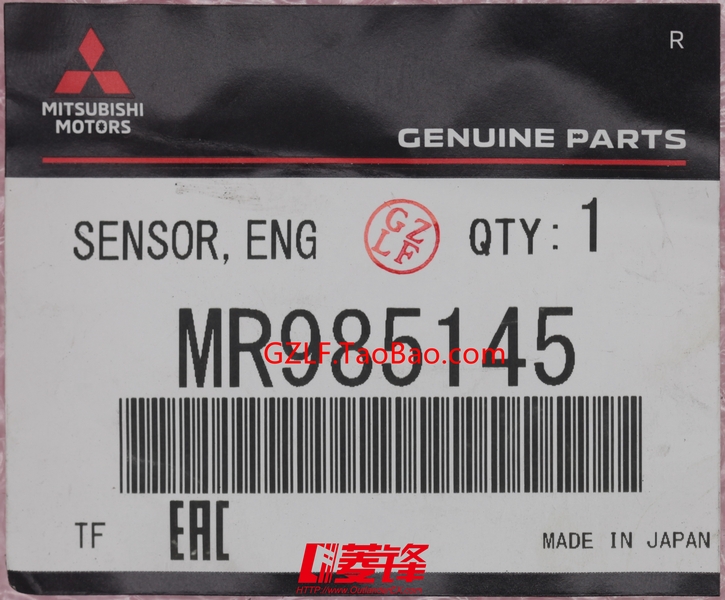 R
MITSUBISHI
MOTORS
GENUINE PARTS
SENSOR, ENG
GZ
LF
QTY: 1
MR985145
GZLF.TaoBao.com
TF
EAC
MADE IN JAPAN
菱锋